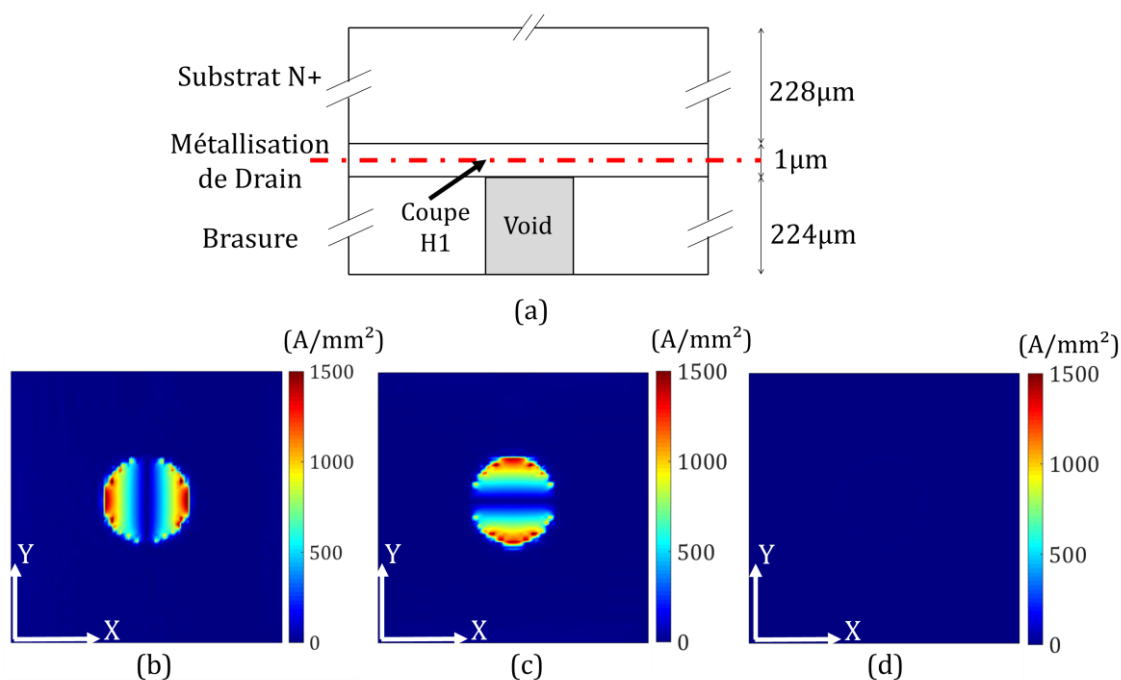 Substrat N+
228µm
Métallisation
de Drain
1µm
Coupe
H1
Void
Brasure
224µm
(a)
(A/mm²)
(A/mm²)
(A/mm²)
1500
1000
500
0
Y
X
(b)
1500
1000
500
0
Y
X
(c)
1500
1000
500
0
Y
X
(d)